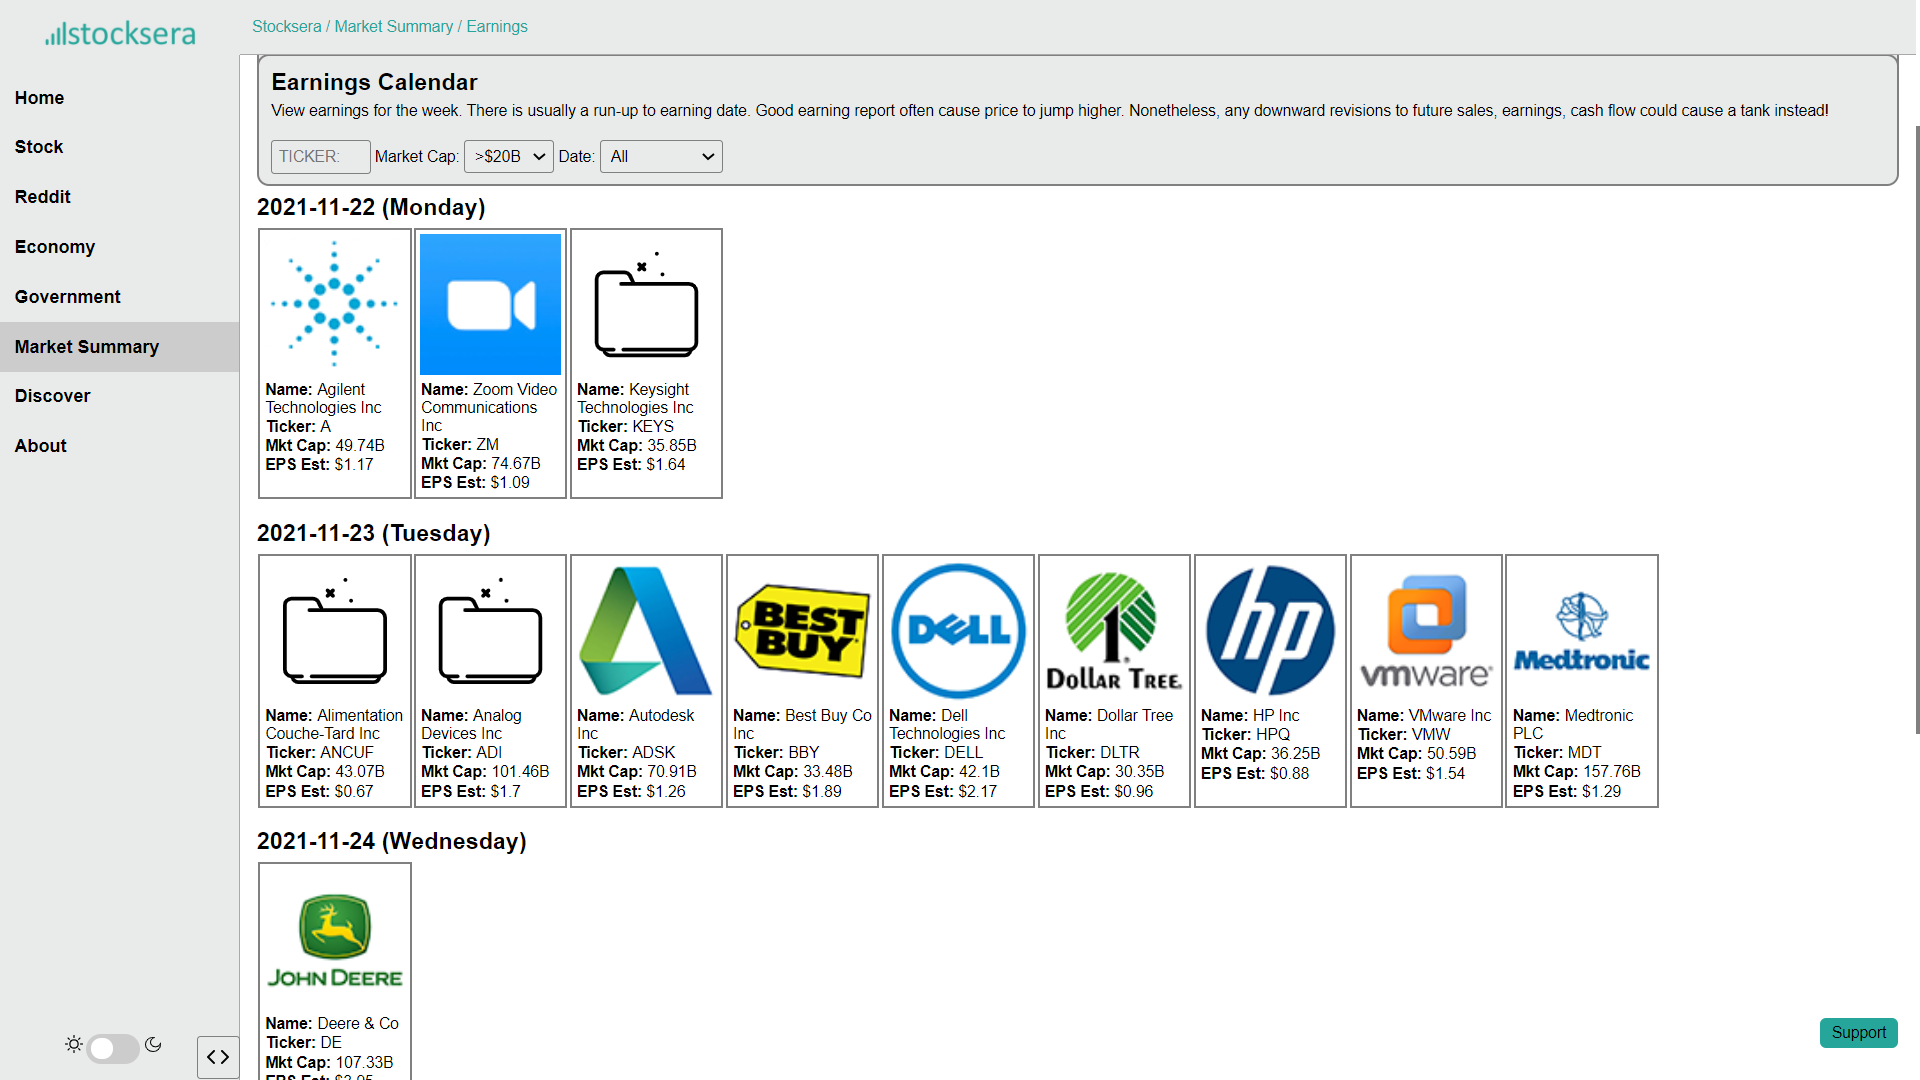 stocksera
Stocksera / Market Summary / Earnings
Home
Stock
Reddit
Economy
Government
Market Summary
Discover
About
Earnings Calendar
View earnings for the week. There is usually a run-up to earning date. Good earning report often cause price to jump higher. Nonetheless, any downward revisions to future sales, earnings, cash flow could cause a tank instead!
TICKER: Market Cap: >$20B Date: All
2021-11-22 (Monday)
Name: Agilent
Technologies Inc
Ticker: A
Mkt Cap: 49.74B
EPS Est: $1.17
Name: Zoom Video
Communications
Inc
Ticker: ZM
Mkt Cap: 74.67B
EPS Est: $1.09
Name: Keysight
Technologies Inc
Ticker: KEYS
Mkt Cap: 35.85B
EPS Est: $1.64
2021-11-23 (Tuesday)
Name: Alimentation
Couche-Tard Inc
Ticker: ANCUF
Mkt Cap: 43.07B
EPS Est: $0.67
Name: Analog
Devices Inc
Ticker: ADI
Mkt Cap: 101.46B
EPS Est: $1.7
Name: Autodesk
Inc
Ticker: ADSK
Mkt Cap: 70.91B
EPS Est: $1.26
BEST
BUY
Name: Best Buy Co
Inc
Ticker: BBY
Mkt Cap: 33.48B
EPS Est: $1.89
DELL
Name: Dell
Technologies Inc
Ticker: DELL
Mkt Cap: 42.1B
EPS Est: $2.17
1
DOLLAR TREE
Name: Dollar Tree
Inc
Ticker: DLTR
Mkt Cap: 30.35B
EPS Est: $0.96
hp
Name: HP Inc
Ticker: HPQ
Mkt Cap: 36.25B
EPS Est: $0.88
vmware
Name: VMware Inc
Ticker: VMW
Mkt Cap: 50.59B
EPS Est: $1.54
Medtronic
Name: Medtronic
PLC
Ticker: MDT
Mkt Cap: 157.76B
EPS Est: $1.29
2021-11-24 (Wednesday)
JOHN DEERE
Name: Deere & Co
Ticker: DE
Mkt Cap: 107.33B
EPS Est:
Support